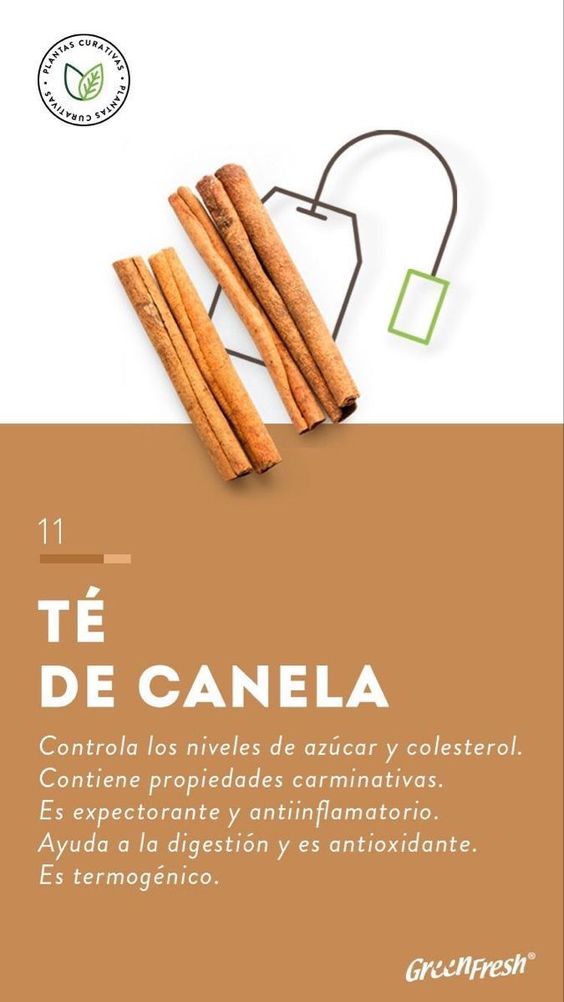 PLANTAS CURATIVAS • PLANTAS CURATIVAS •
11
TÉ
DE CANELA
Controla los niveles de azúcar y colesterol.
Contiene propiedades carminativas.
Es expectorante y antiinflamatorio.
Ayuda a la digestión y es antioxidante.
Es termogénico.
GreenFresh®